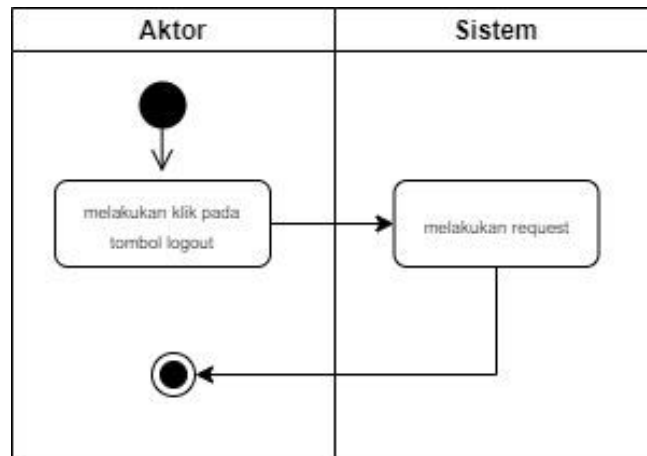 Aktor
Sistem
melakukan klik pada
tombol logout
melakukan request